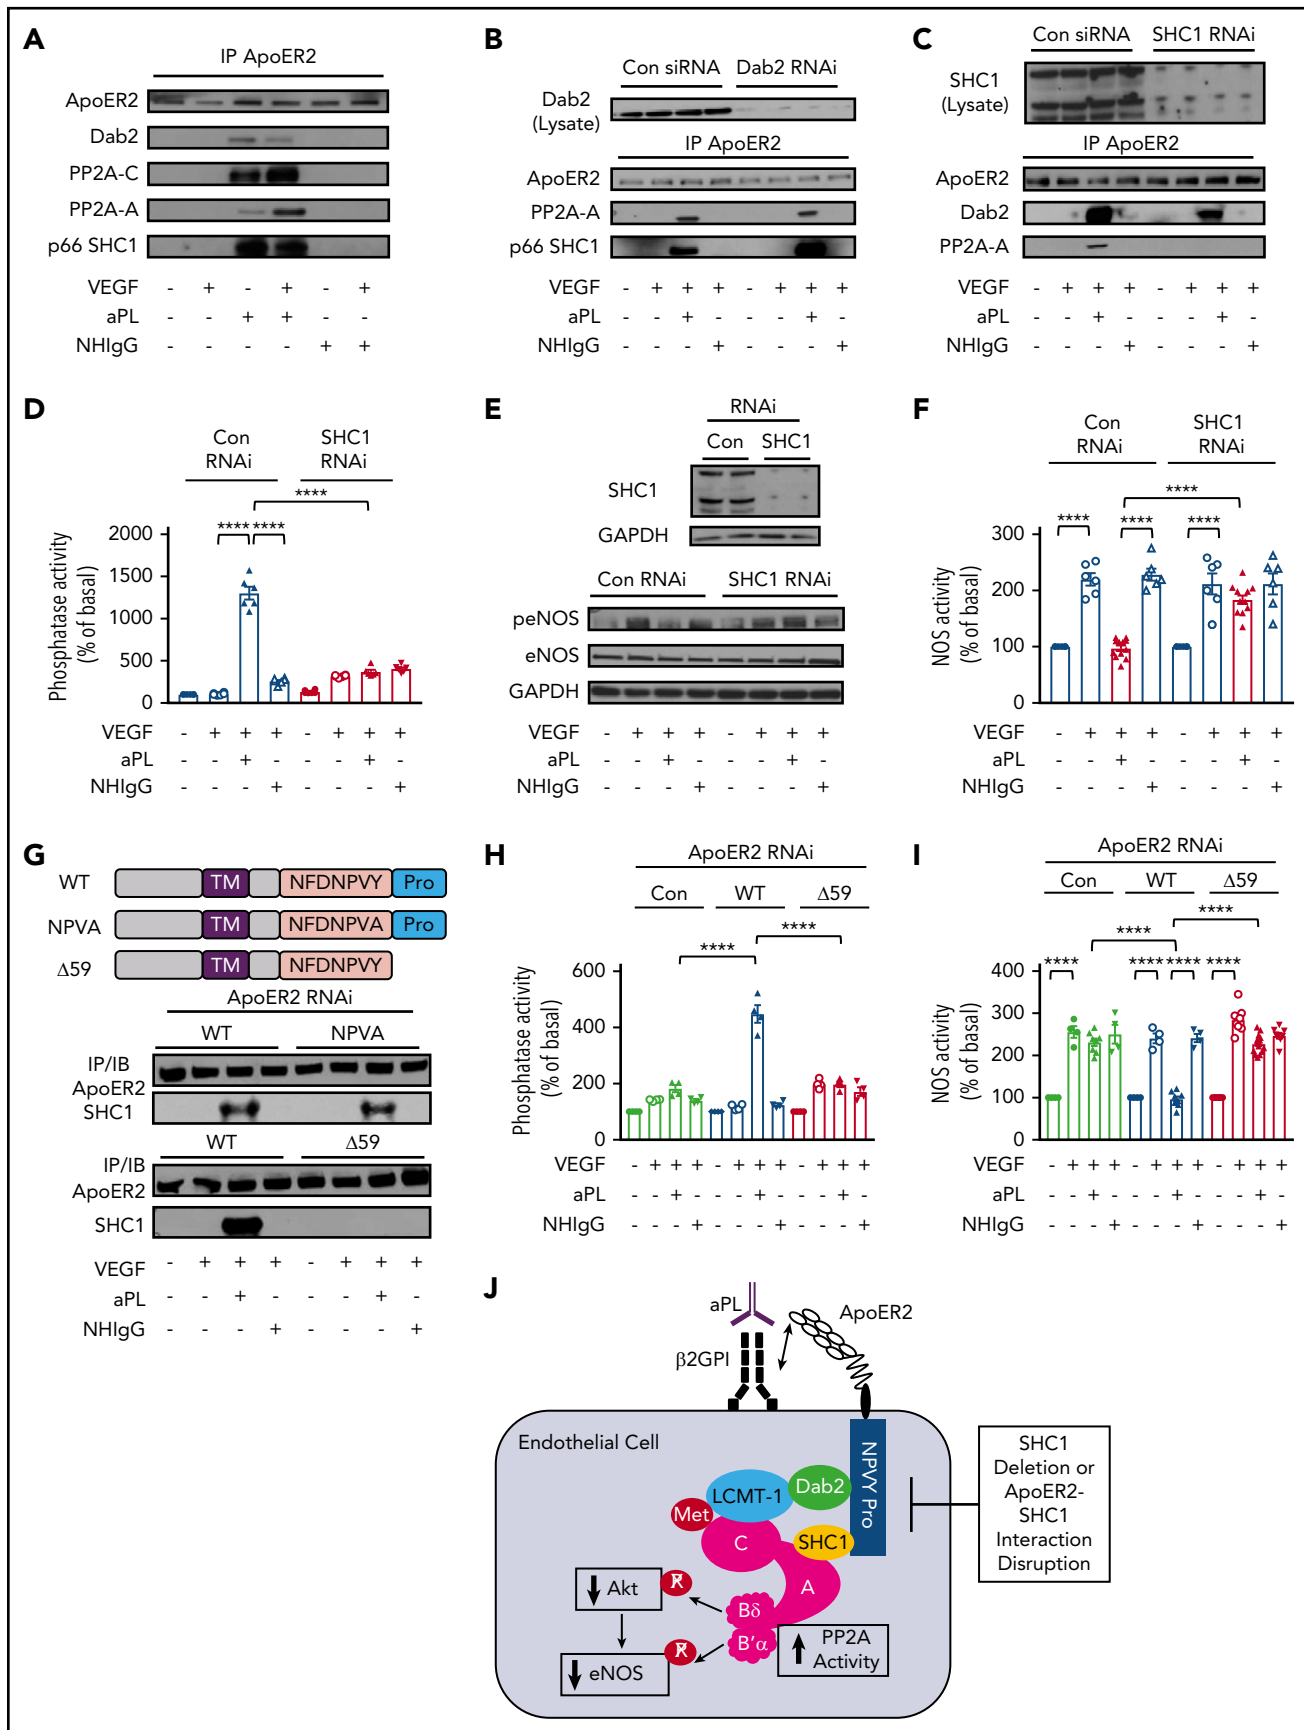 A
IP ApoER2
ApoER2
Dab2
PP2A-C
PP2A-A
p66 SHC1
VEGF - + - + - +
aPL - - + + - -
NHIgG - - - - + +
B
Con siRNA Dab2 RNAi
Dab2
(Lysate)
IP ApoER2
ApoER2
PP2A-A
p66 SHC1
VEGF - + + + - + + +
aPL - - + - - - + -
NHIgG - - - + - - - +
C
Con siRNA SHC1 RNAi
SHC1
(Lysate)
IP ApoER2
ApoER2
Dab2
PP2A-A
VEGF - + + + - + + +
aPL - - + - - - + -
NHIgG - - - + - - - +
D
Con
RNAi
SHC1
RNAi
****
**** ****
Phosphatase activity
(% of basal)
2000
1500
1000
500
0
VEGF - + + + - + + +
aPL - - + - - - + -
NHIgG - - - + - - - +
E
RNAi
Con SHC1
SHC1
GAPDH
Con RNAi SHC1 RNAi
peNOS
eNOS
GAPDH
VEGF - + + + - + + +
aPL - - + - - - + -
NHIgG - - - + - - - +
F
Con
RNAi
SHC1
RNAi
****
**** **** ****
NOS activity
(% of basal)
300
200
100
0
VEGF - + + + - + + +
aPL - - + - - - + -
NHIgG - - - + - - - +
G
WT TM NFDNPVY Pro
NPVA TM NFDNPVA Pro
Δ59 TM NFDNPVY
ApoER2 RNAi
WT NPVA
IP/IB
ApoER2
SHC1
WT Δ59
IP/IB
ApoER2
SHC1
VEGF - + + + - + + +
aPL - - + - - - + -
NHIgG - - - + - - - +
H
ApoER2 RNAi
Con WT Δ59
**** ****
Phosphatase activity
(% of basal)
600
400
200
0
VEGF - + + + - + + + - + + +
aPL - - + - - - + - - - + -
NHIgG - - - + - - - + - - - +
I
ApoER2 RNAi
Con WT Δ59
****
****
**** **** **** ****
NOS activity
(% of basal)
400
300
200
100
0
VEGF - + + + - + + + - + + +
aPL - - + - - - + - - - + -
NHIgG - - - + - - - + - - - +
J
aPL
ApoER2
β2GPI
Endothelial Cell
NPVY Pro
Dab2
LCMT-1
Met
C
SHC1
A
Akt
P
Bδ
B′α
P
eNOS
PP2A
Activity
SHC1
Deletion or
ApoER2-
SHC1
Interaction
Disruption